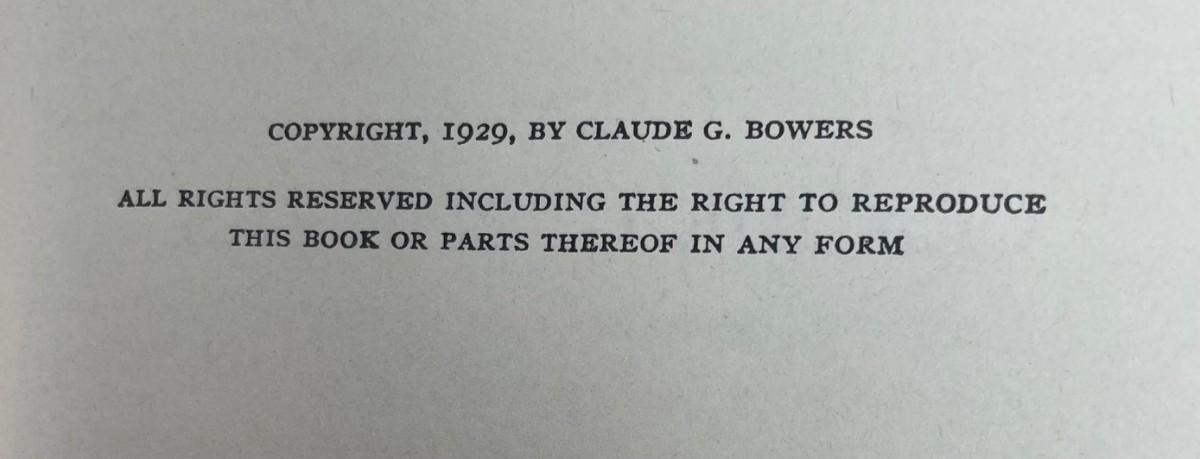 COPYRIGHT, 1929, BY CLAUDE G. BOWERS
ALL RIGHTS RESERVED INCLUDING THE RIGHT TO REPRODUCE
THIS BOOK OR PARTS THEREOF IN ANY FORM